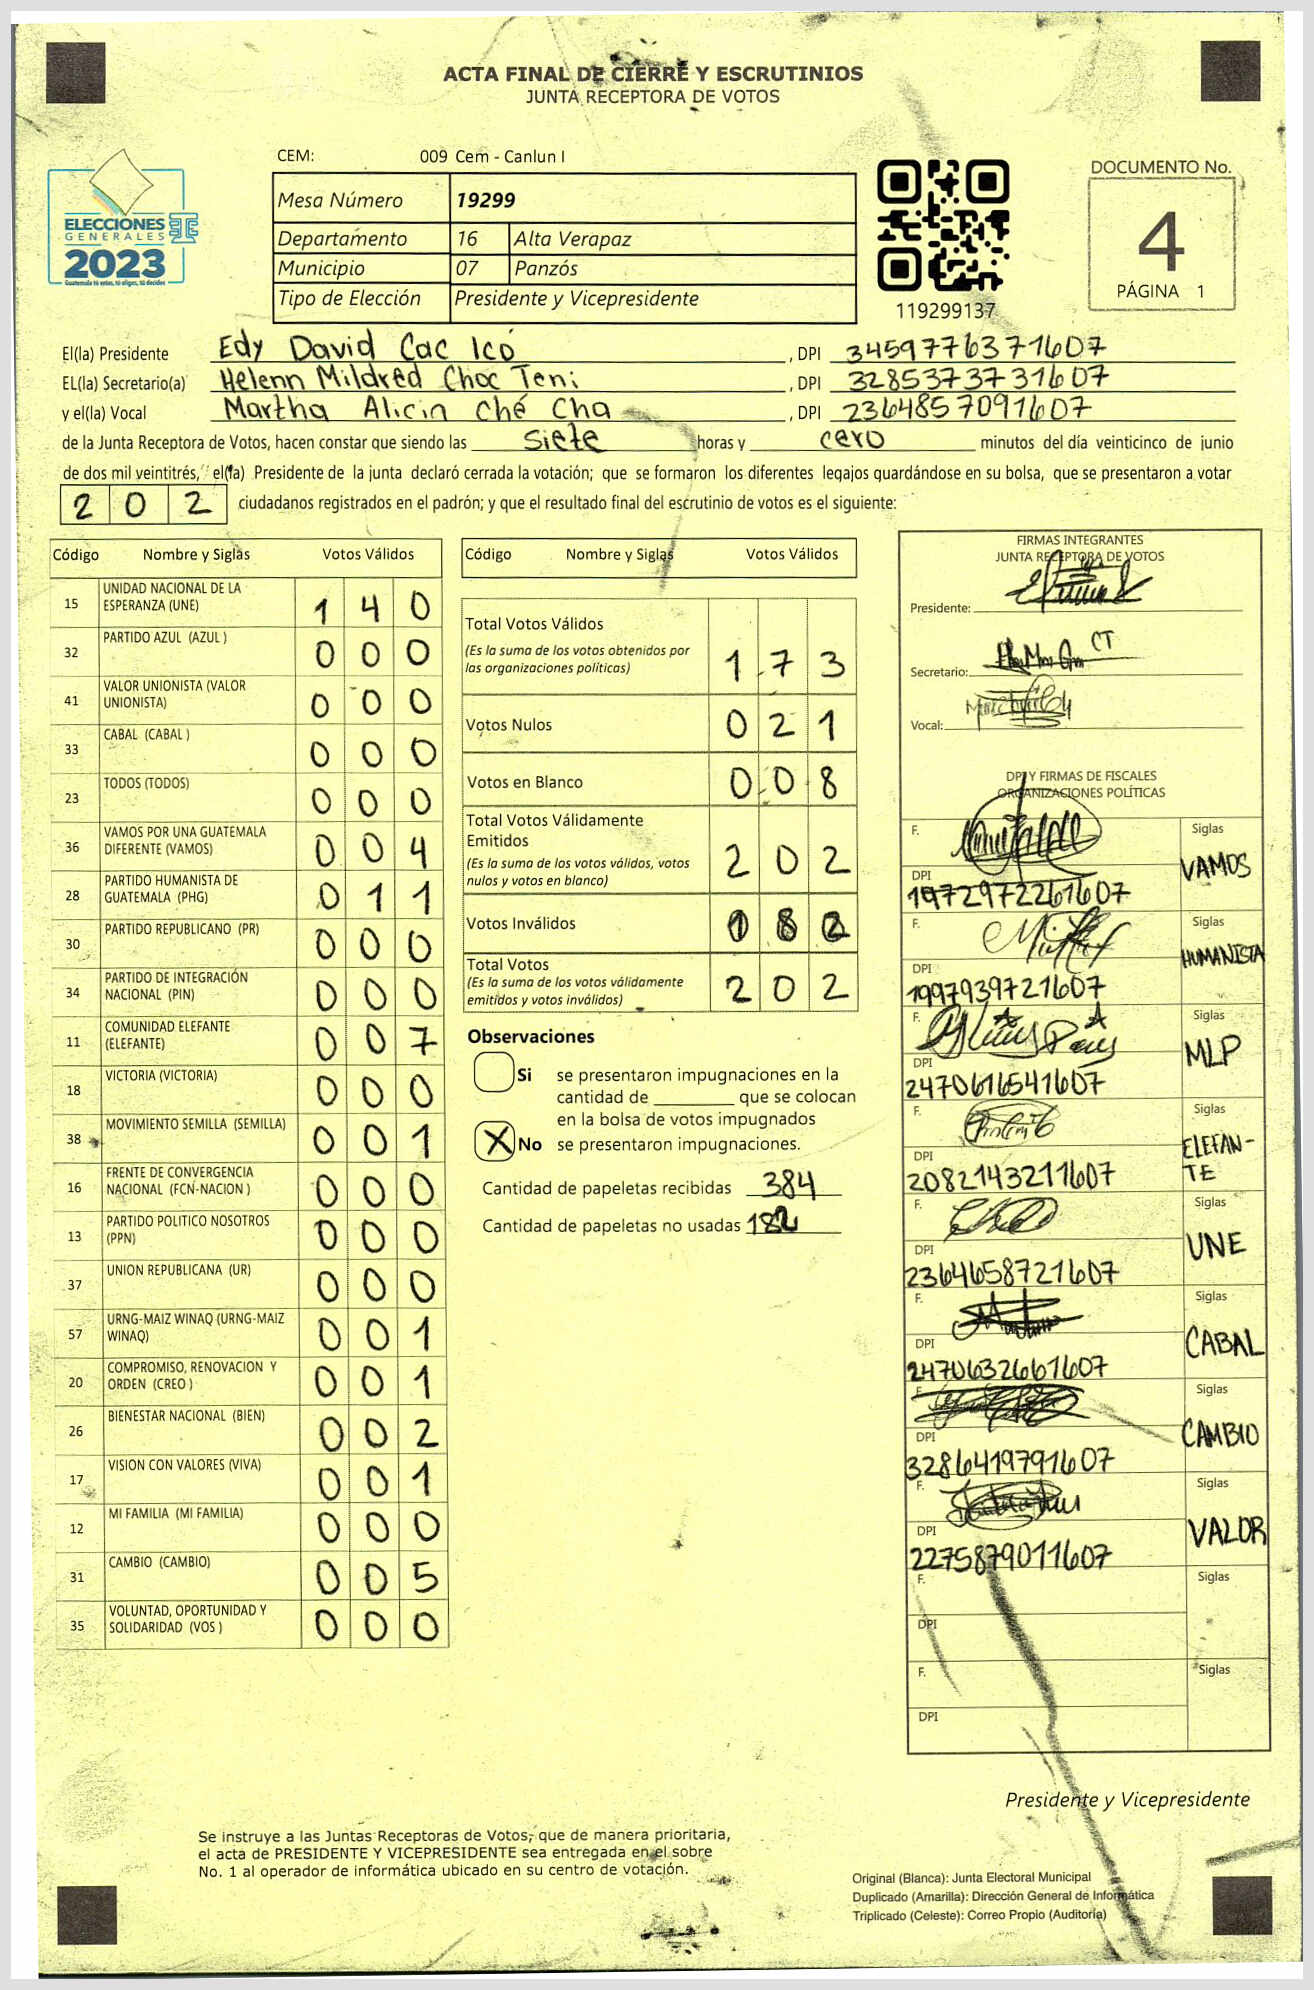 ACTA FINAL DE CIERRE Y ESCRUTINIOS
JUNTA RECEPTORA DE VOTOS
CEM: 009 Cem - Canlun I
ELECCIONES
GENERALES
2023
Guatemala tú votas, tú eliges, tú decides
Mesa Número 19299
Departamento 16 Alta Verapaz
Municipio 07 Panzós
Tipo de Elección Presidente y Vicepresidente
119299137
DOCUMENTO No.
4
PÁGINA 1
El(la) Presidente Edy David Cac Icó , DPI 3459776371607
EL(la) Secretario(a) Helenn Mildred Choc Teni , DPI 3285373731607
y el(la) Vocal Martha Alicia Ché Cha , DPI 2364857091607
de la Junta Receptora de Votos, hacen constar que siendo las siete horas y cero minutos del día veinticinco de junio
de dos mil veintitrés, el(la) Presidente de la junta declaró cerrada la votación; que se formaron los diferentes legajos guardándose en su bolsa, que se presentaron a votar
202 ciudadanos registrados en el padrón; y que el resultado final del escrutinio de votos es el siguiente:
Código Nombre y Siglas Votos Válidos
15 UNIDAD NACIONAL DE LA ESPERANZA (UNE) 1 4 0
32 PARTIDO AZUL (AZUL ) 0 0 0
41 VALOR UNIONISTA (VALOR UNIONISTA) 0 0 0
33 CABAL (CABAL ) 0 0 0
23 TODOS (TODOS) 0 0 0
36 VAMOS POR UNA GUATEMALA DIFERENTE (VAMOS) 0 0 4
28 PARTIDO HUMANISTA DE GUATEMALA (PHG) 0 1 1
30 PARTIDO REPUBLICANO (PR) 0 0 0
34 PARTIDO DE INTEGRACIÓN NACIONAL (PIN) 0 0 0
11 COMUNIDAD ELEFANTE (ELEFANTE) 0 0 7
18 VICTORIA (VICTORIA) 0 0 0
38 MOVIMIENTO SEMILLA (SEMILLA) 0 0 1
16 FRENTE DE CONVERGENCIA NACIONAL (FCN-NACION ) 0 0 0
13 PARTIDO POLITICO NOSOTROS (PPN) 0 0 0
37 UNION REPUBLICANA (UR) 0 0 0
57 URNG-MAIZ WINAQ (URNG-MAIZ WINAQ) 0 0 1
20 COMPROMISO, RENOVACION Y ORDEN (CREO ) 0 0 1
26 BIENESTAR NACIONAL (BIEN) 0 0 2
17 VISION CON VALORES (VIVA) 0 0 1
12 MI FAMILIA (MI FAMILIA) 0 0 0
31 CAMBIO (CAMBIO) 0 0 5
35 VOLUNTAD, OPORTUNIDAD Y SOLIDARIDAD (VOS ) 0 0 0
Código Nombre y Siglas Votos Válidos
Total Votos Válidos
(Es la suma de los votos obtenidos por
las organizaciones políticas) 1 7 3
Votos Nulos 0 2 1
Votos en Blanco 0 0 8
Total Votos Válidamente
Emitidos
(Es la suma de los votos válidos, votos
nulos y votos en blanco) 2 0 2
Votos Inválidos
Total Votos
(Es la suma de los votos válidamente
emitidos y votos inválidos) 2 0 2
Observaciones
Si se presentaron impugnaciones en la
cantidad de ________ que se colocan
en la bolsa de votos impugnados
X No se presentaron impugnaciones.
Cantidad de papeletas recibidas 384
Cantidad de papeletas no usadas 182
FIRMAS INTEGRANTES
JUNTA RECEPTORA DE VOTOS
Presidente:
Secretario:
Vocal:
DPI Y FIRMAS DE FISCALES
ORGANIZACIONES POLÍTICAS
F. Siglas
DPI VAMOS
1972972261607
F. Siglas
DPI HUMANISTA
1997939721607
F. Siglas
DPI MLP
2470616541607
F. Siglas
DPI ELEFAN-
TE
2082143211607
F. Siglas
DPI UNE
2364658721607
F. Siglas
DPI CABAL
2470632661607
F. Siglas
DPI CAMBIO
3286419791607
F. Siglas
DPI VALOR
2275879011607
F. Siglas
DPI
F. Siglas
DPI
Presidente y Vicepresidente
Se instruye a las Juntas Receptoras de Votos, que de manera prioritaria,
el acta de PRESIDENTE Y VICEPRESIDENTE sea entregada en el sobre
No. 1 al operador de informática ubicado en su centro de votación.
Original (Blanca): Junta Electoral Municipal
Duplicado (Amarilla): Dirección General de Informática
Triplicado (Celeste): Correo Propio (Auditoría)